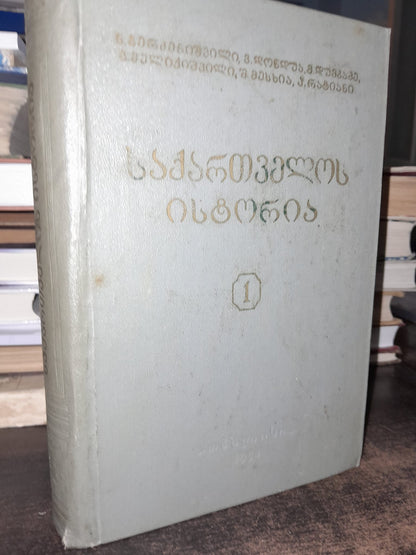 ნ. ბერძენიშვილი, ვ. დონდუა, მ. დუმბაძე,
გ. მელიქიშვილი, შ. მესხია, პ. რატიანი
საქართველოს
ისტორია
1